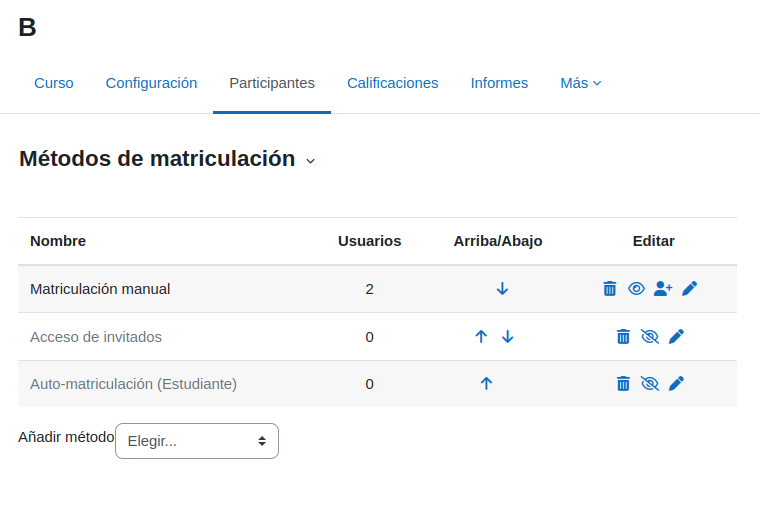 B
Curso Configuración Participantes Calificaciones Informes Más
Métodos de matriculación
Nombre Usuarios Arriba/Abajo Editar
Matriculación manual 2
Acceso de invitados 0
Auto-matriculación (Estudiante) 0
Añadir método Elegir...